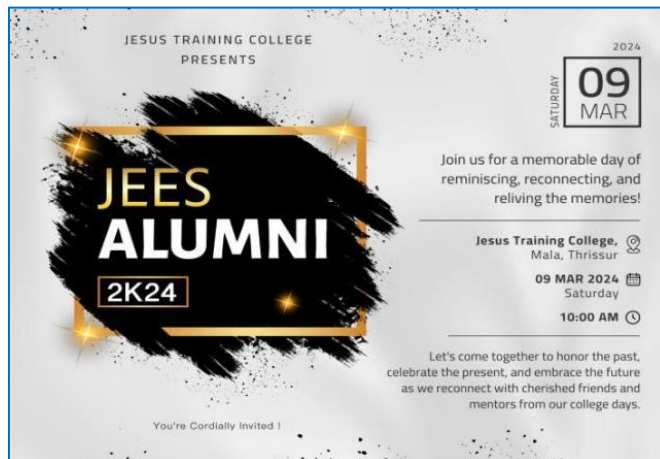 JESUS TRAINING COLLEGE
PRESENTS
JEES
ALUMNI
2K24
You're Cordially Invited !
2024
SATURDAY
09
MAR
Join us for a memorable day of
reminiscing, reconnecting, and
reliving the memories!
Jesus Training College,
Mala, Thrissur
09 MAR 2024
Saturday
10:00 AM
Let's come together to honor the past,
celebrate the present, and embrace the future
as we reconnect with cherished friends and
mentors from our college days.